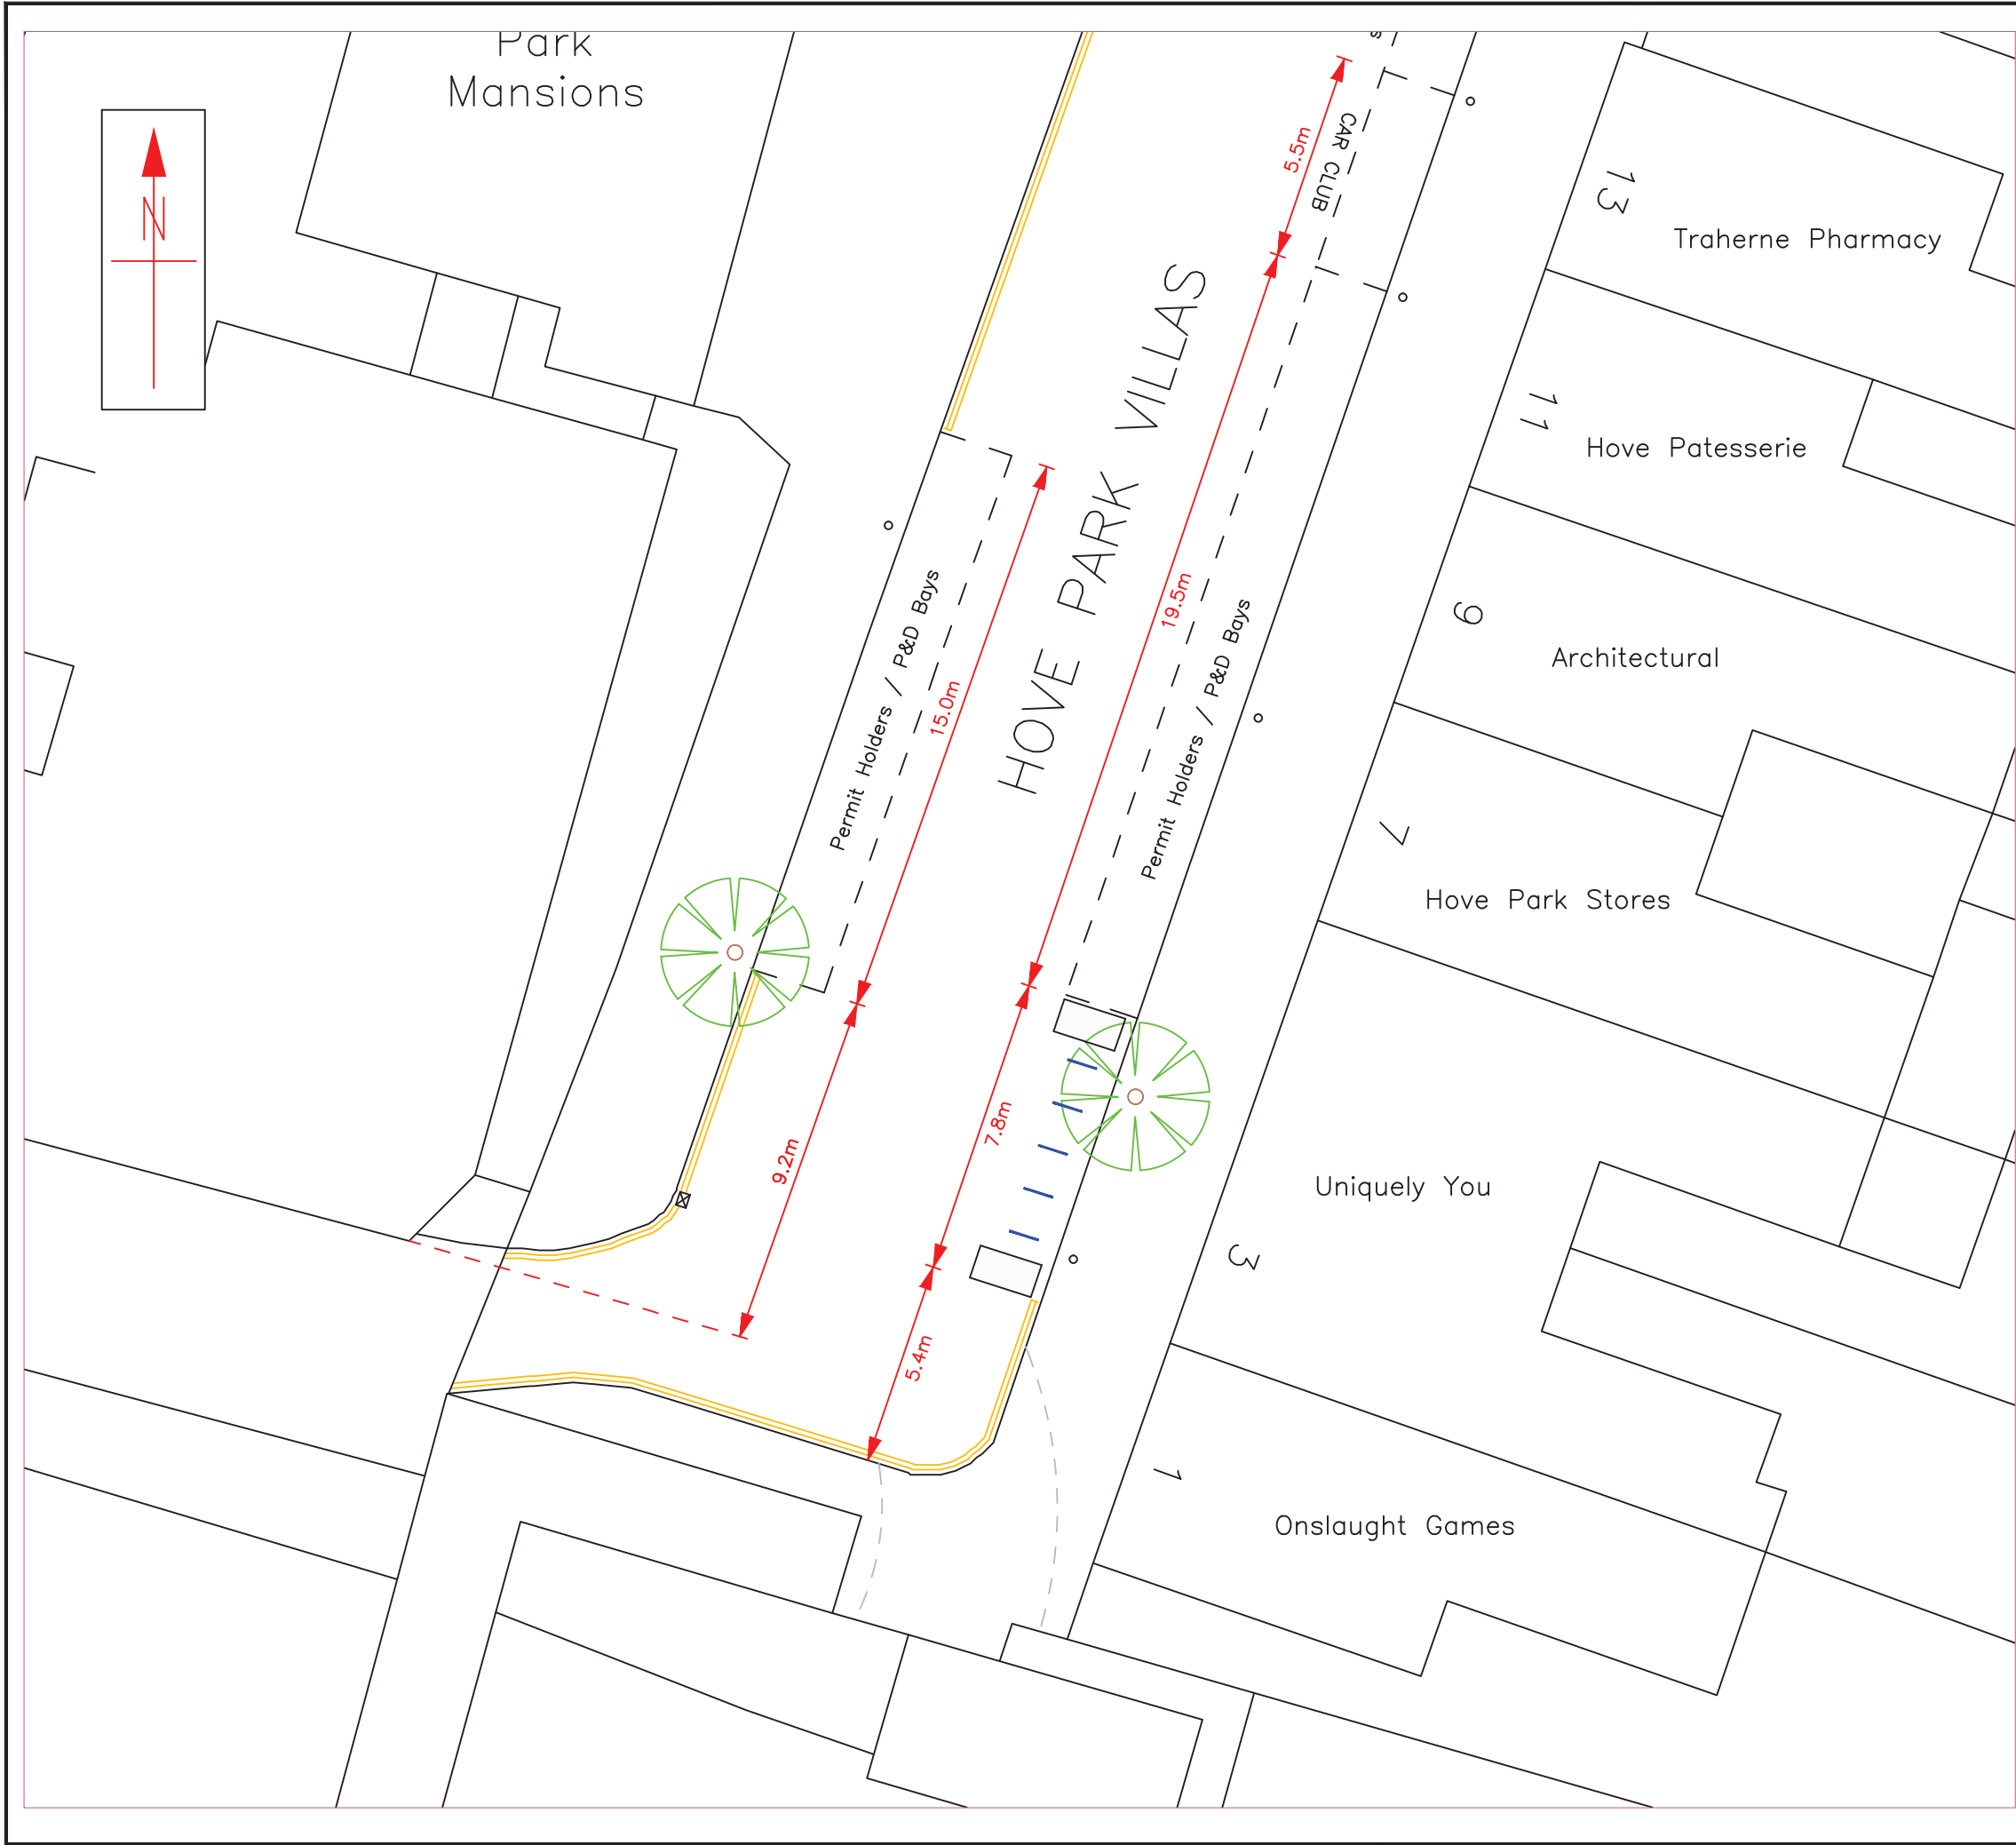 Park
Mansions
N
CAR CLUB
5.5m
13
Traherne Pharmacy
HOVE PARK VILLAS
11
Hove Patesserie
19.5m
9
Architectural
Permit Holders / P&D Bays
15.0m
Permit Holders / P&D Bays
7
Hove Park Stores
7.8m
9.2m
Uniquely You
3
5.4m
1
Onslaught Games